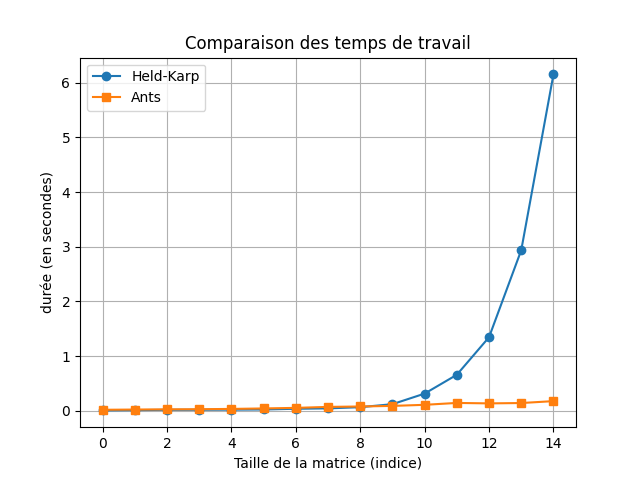 Comparaison des temps de travail
Held-Karp
Ants
durée (en secondes)
6
5
4
3
2
1
0
0 2 4 6 8 10 12 14
Taille de la matrice (indice)